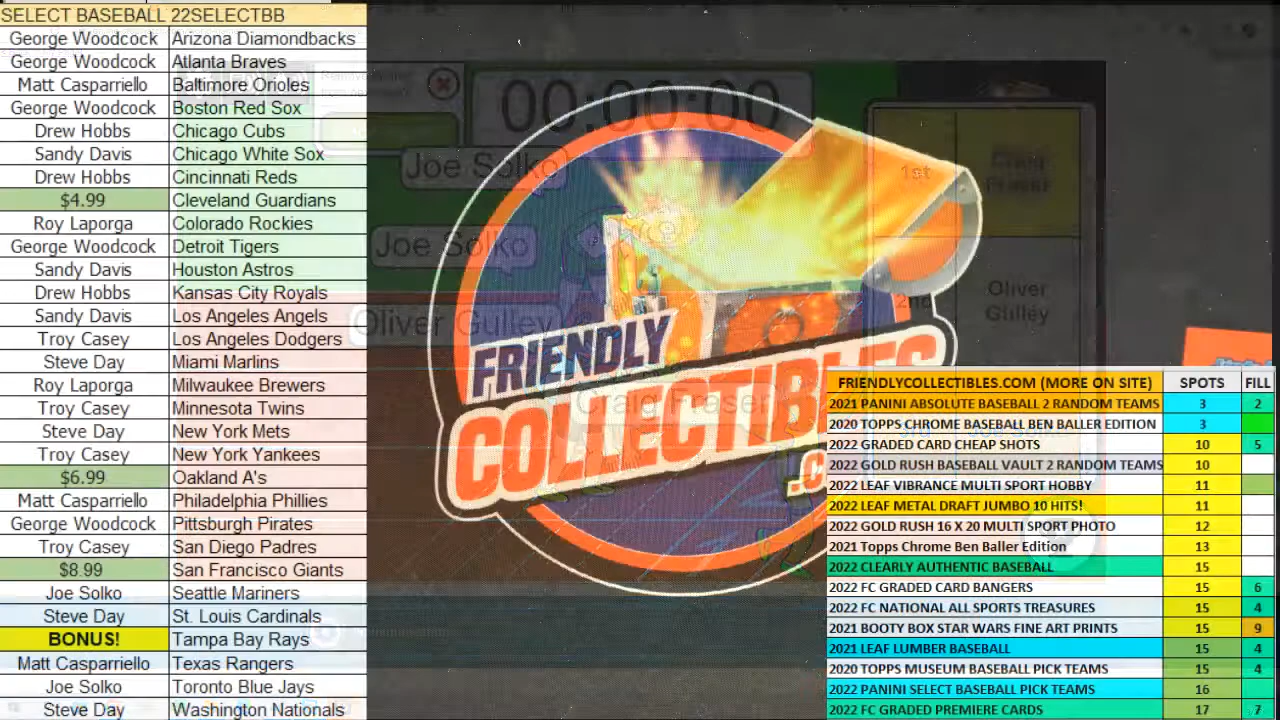 SELECT BASEBALL 22SELECTBB
George Woodcock Arizona Diamondbacks
George Woodcock Atlanta Braves
Matt Casparriello Baltimore Orioles
George Woodcock Boston Red Sox
Drew Hobbs Chicago Cubs
Sandy Davis Chicago White Sox
Drew Hobbs Cincinnati Reds
$4.99 Cleveland Guardians
Roy Laporga Colorado Rockies
George Woodcock Detroit Tigers
Sandy Davis Houston Astros
Drew Hobbs Kansas City Royals
Sandy Davis Los Angeles Angels
Troy Casey Los Angeles Dodgers
Steve Day Miami Marlins
Roy Laporga Milwaukee Brewers
Troy Casey Minnesota Twins
Steve Day New York Mets
Troy Casey New York Yankees
$6.99 Oakland A's
Matt Casparriello Philadelphia Phillies
George Woodcock Pittsburgh Pirates
Troy Casey San Diego Padres
$8.99 San Francisco Giants
Joe Solko Seattle Mariners
Steve Day St. Louis Cardinals
BONUS! Tampa Bay Rays
Matt Casparriello Texas Rangers
Joe Solko Toronto Blue Jays
Steve Day Washington Nationals
00:00:00
Joe Solko
Joe Solko
Oliver Gulley
Craig Fraser
1st Craig Fraser
2nd Oliver Gulley
FRIENDLY
COLLECTIBLES
.C
FRIENDLYCOLLECTIBLES.COM (MORE ON SITE) SPOTS FILL
2021 PANINI ABSOLUTE BASEBALL 2 RANDOM TEAMS 3 2
2020 TOPPS CHROME BASEBALL BEN BALLER EDITION 3
2022 GRADED CARD CHEAP SHOTS 10 5
2022 GOLD RUSH BASEBALL VAULT 2 RANDOM TEAMS 10
2022 LEAF VIBRANCE MULTI SPORT HOBBY 11
2022 LEAF METAL DRAFT JUMBO 10 HITS! 11
2022 GOLD RUSH 16 X 20 MULTI SPORT PHOTO 12
2021 Topps Chrome Ben Baller Edition 13
2022 CLEARLY AUTHENTIC BASEBALL 15
2022 FC GRADED CARD BANGERS 15 6
2022 FC NATIONAL ALL SPORTS TREASURES 15 4
2021 BOOTY BOX STAR WARS FINE ART PRINTS 15 9
2021 LEAF LUMBER BASEBALL 15 4
2020 TOPPS MUSEUM BASEBALL PICK TEAMS 15 4
2022 PANINI SELECT BASEBALL PICK TEAMS 16
2022 FC GRADED PREMIERE CARDS 17 7